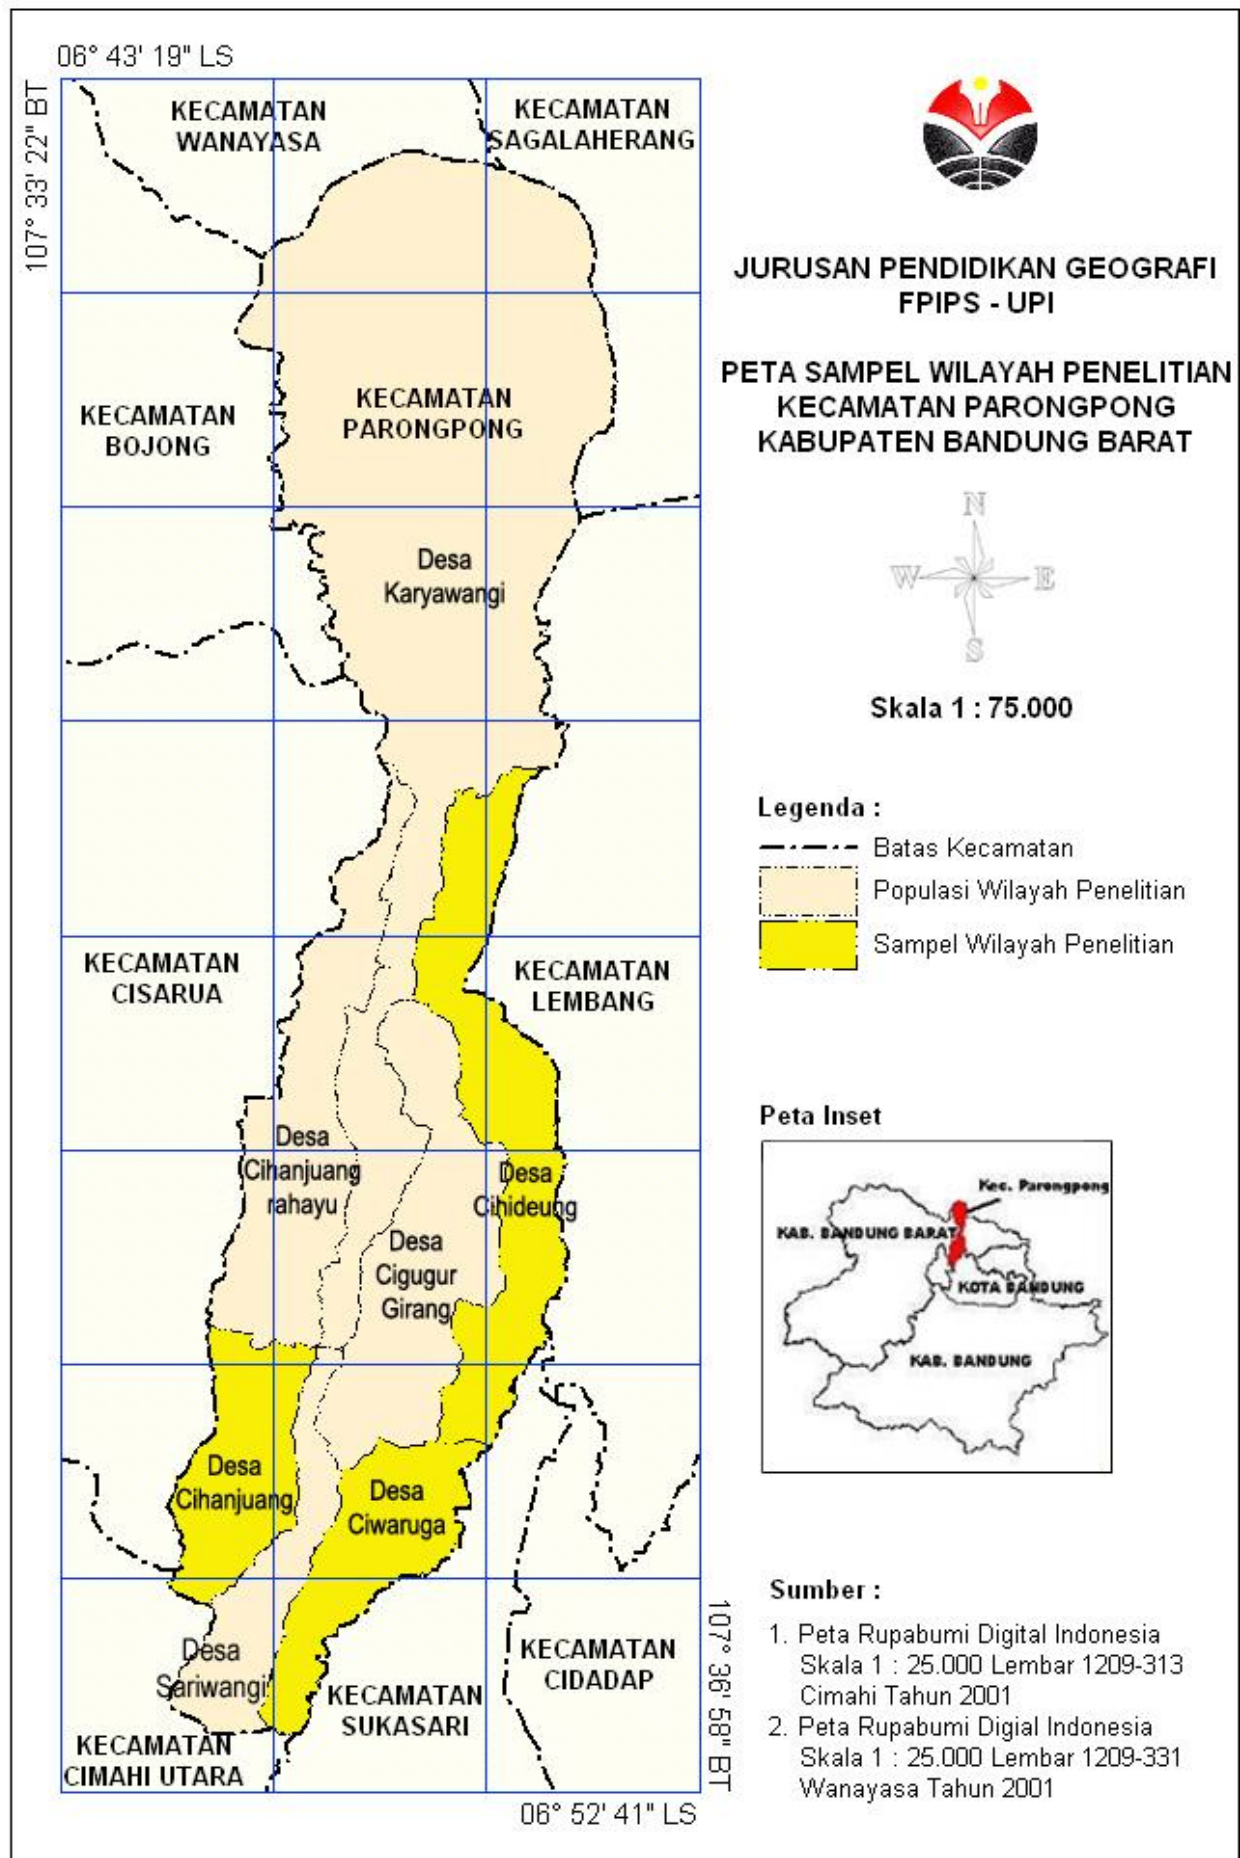 06° 43' 19" LS
107° 33' 22" BT
KECAMATAN
WANAYASA
KECAMATAN
SAGALAHERANG
KECAMATAN
BOJONG
KECAMATAN
PARONGPONG
Desa
Karyawangi
KECAMATAN
CISARUA
KECAMATAN
LEMBANG
Desa
Cihanjuang
rahayu
Desa
Cihideung
Desa
Cigugur
Girang
Desa
Cihanjuang
Desa
Ciwaruga
Desa
Sariwangi
KECAMATAN
CIDADAP
KECAMATAN
SUKASARI
KECAMATAN
CIMAHI UTARA
107° 36' 58" BT
06° 52' 41" LS
JURUSAN PENDIDIKAN GEOGRAFI
FPIPS - UPI
PETA SAMPEL WILAYAH PENELITIAN
KECAMATAN PARONGPONG
KABUPATEN BANDUNG BARAT
N
W E
S
Skala 1 : 75.000
Legenda :
Batas Kecamatan
Populasi Wilayah Penelitian
Sampel Wilayah Penelitian
Peta Inset
Kec. Parongpong
KAB. BANDUNG BARAT
KOTA BANDUNG
KAB. BANDUNG
Sumber :
1. Peta Rupabumi Digital Indonesia
Skala 1 : 25.000 Lembar 1209-313
Cimahi Tahun 2001
2. Peta Rupabumi Digial Indonesia
Skala 1 : 25.000 Lembar 1209-331
Wanayasa Tahun 2001